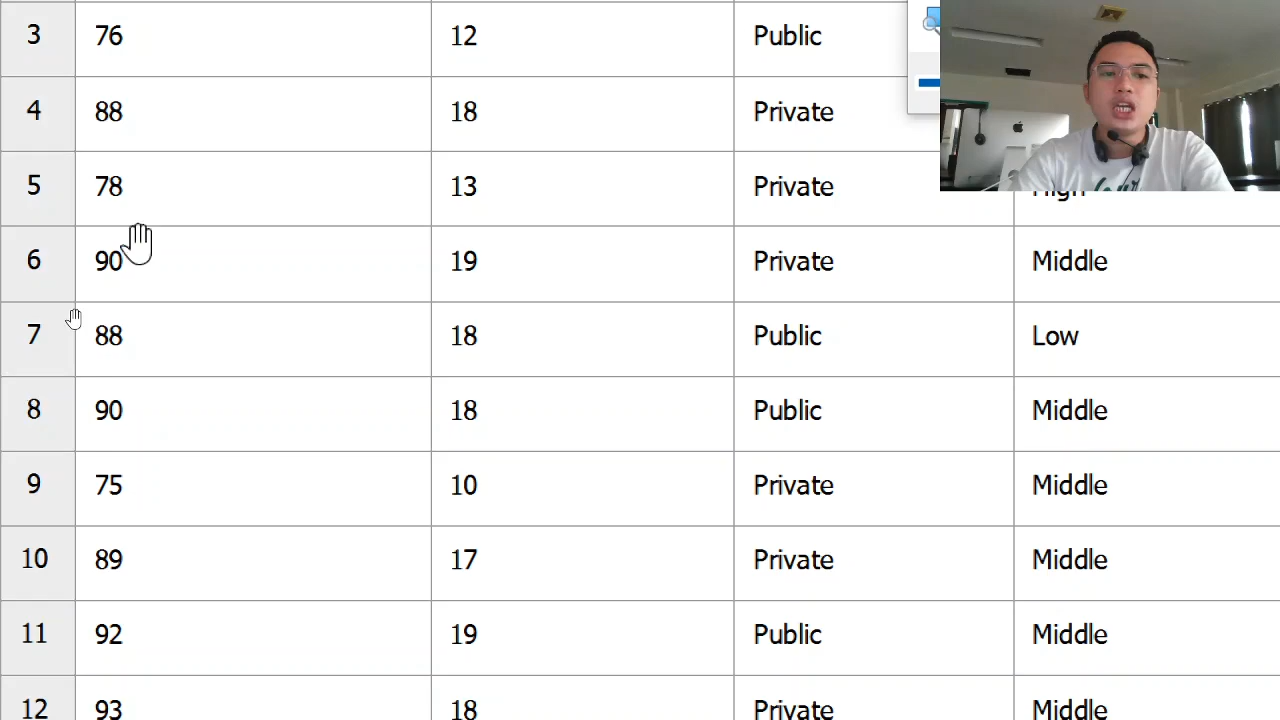 3 76 12 Public
4 88 18 Private
5 78 13 Private High
6 90 19 Private Middle
7 88 18 Public Low
8 90 18 Public Middle
9 75 10 Private Middle
10 89 17 Private Middle
11 92 19 Public Middle
12 93 18 Private Middle